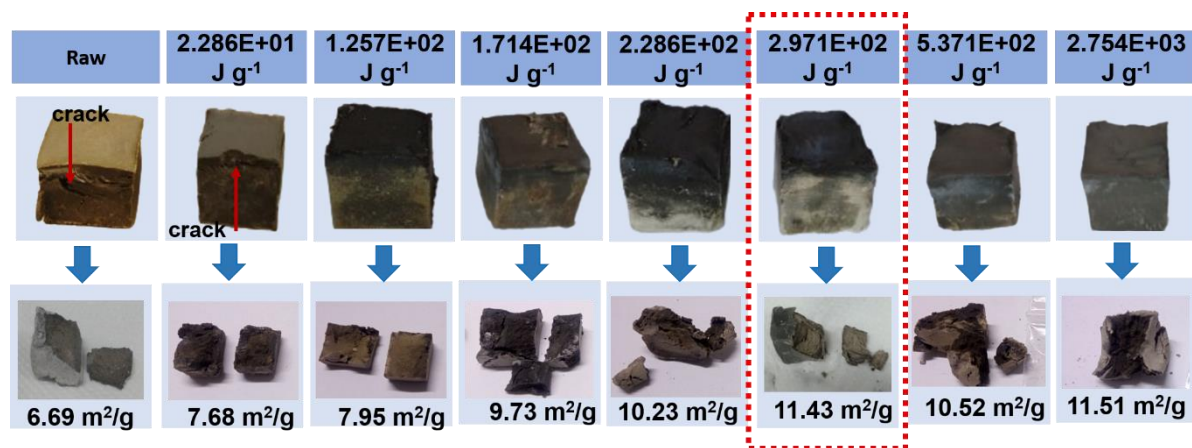 Raw
2.286E+01
J g-1
1.257E+02
J g-1
1.714E+02
J g-1
2.286E+02
J g-1
2.971E+02
J g-1
5.371E+02
J g-1
2.754E+03
J g-1
crack
crack
6.69 m2/g
7.68 m2/g
7.95 m2/g
9.73 m2/g
10.23 m2/g
11.43 m2/g
10.52 m2/g
11.51 m2/g